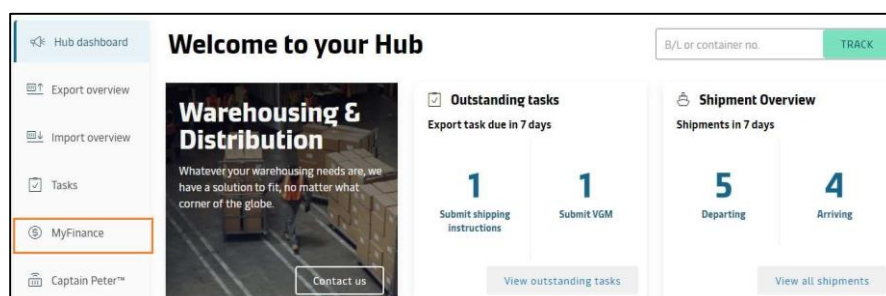 Hub dashboard
Export overview
Import overview
Tasks
MyFinance
Captain Peter™
Welcome to your Hub
B/L or container no.
TRACK
Warehousing &
Distribution
Whatever your warehousing needs are, we
have a solution to fit, no matter what
corner of the globe.
Contact us
Outstanding tasks
Export task due in 7 days
1
Submit shipping
instructions
1
Submit VGM
View outstanding tasks
Shipment Overview
Shipments in 7 days
5
Departing
4
Arriving
View all shipments